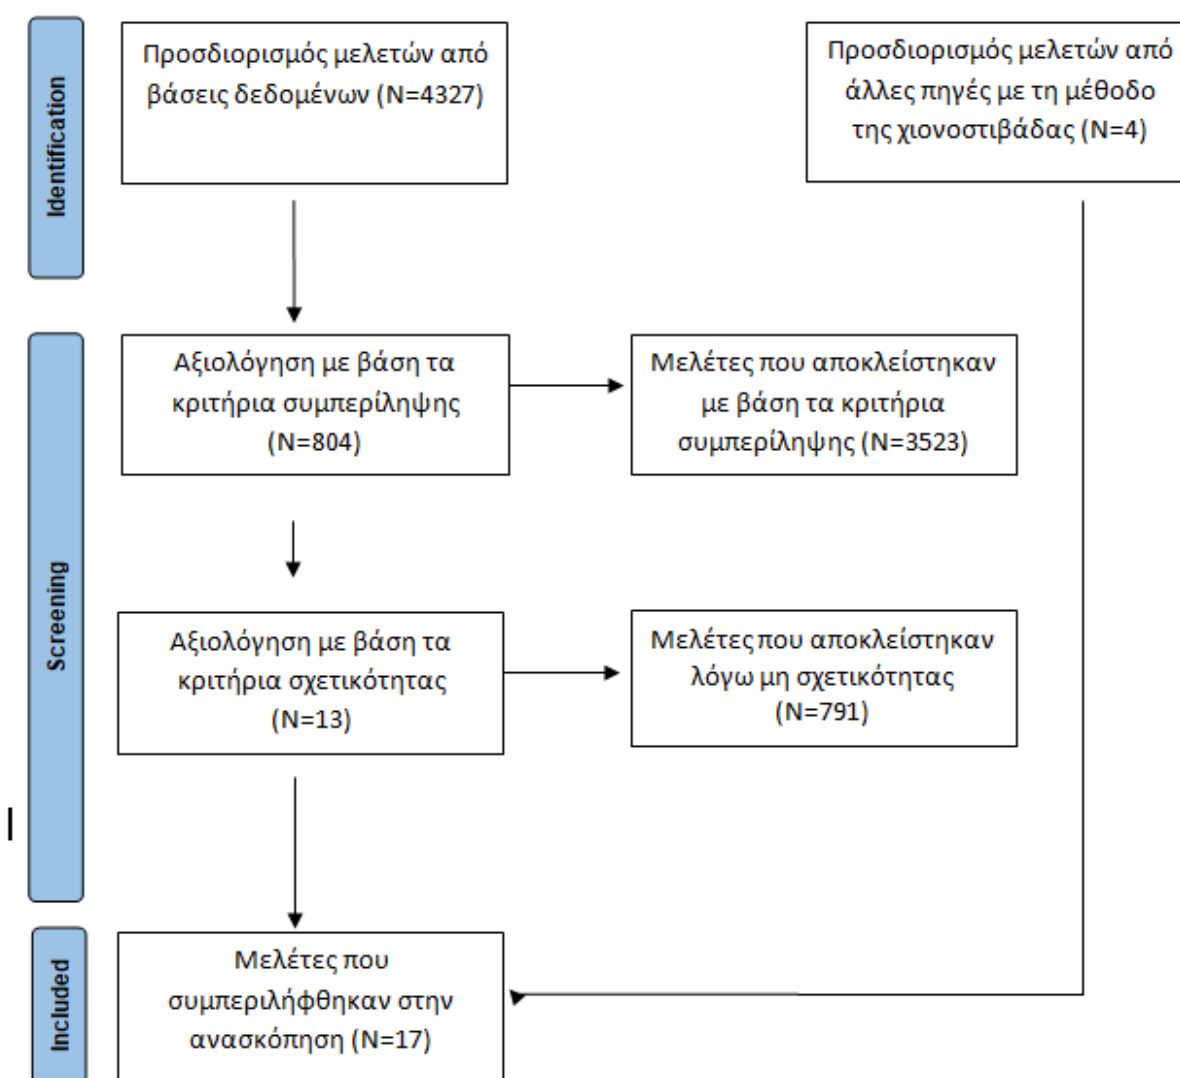 Identification
Προσδιορισμός μελετών από
βάσεις δεδομένων (N=4327)
Προσδιορισμός μελετών από
άλλες πηγές με τη μέθοδο
της χιονοστιβάδας (N=4)
Screening
Αξιολόγηση με βάση τα
κριτήρια συμπερίληψης
(N=804)
Μελέτες που αποκλείστηκαν
με βάση τα κριτήρια
συμπερίληψης (N=3523)
Αξιολόγηση με βάση τα
κριτήρια σχετικότητας
(N=13)
Μελέτες που αποκλείστηκαν
λόγω μη σχετικότητας
(N=791)
Included
Μελέτες που
συμπεριλήφθηκαν στην
ανασκόπηση (N=17)